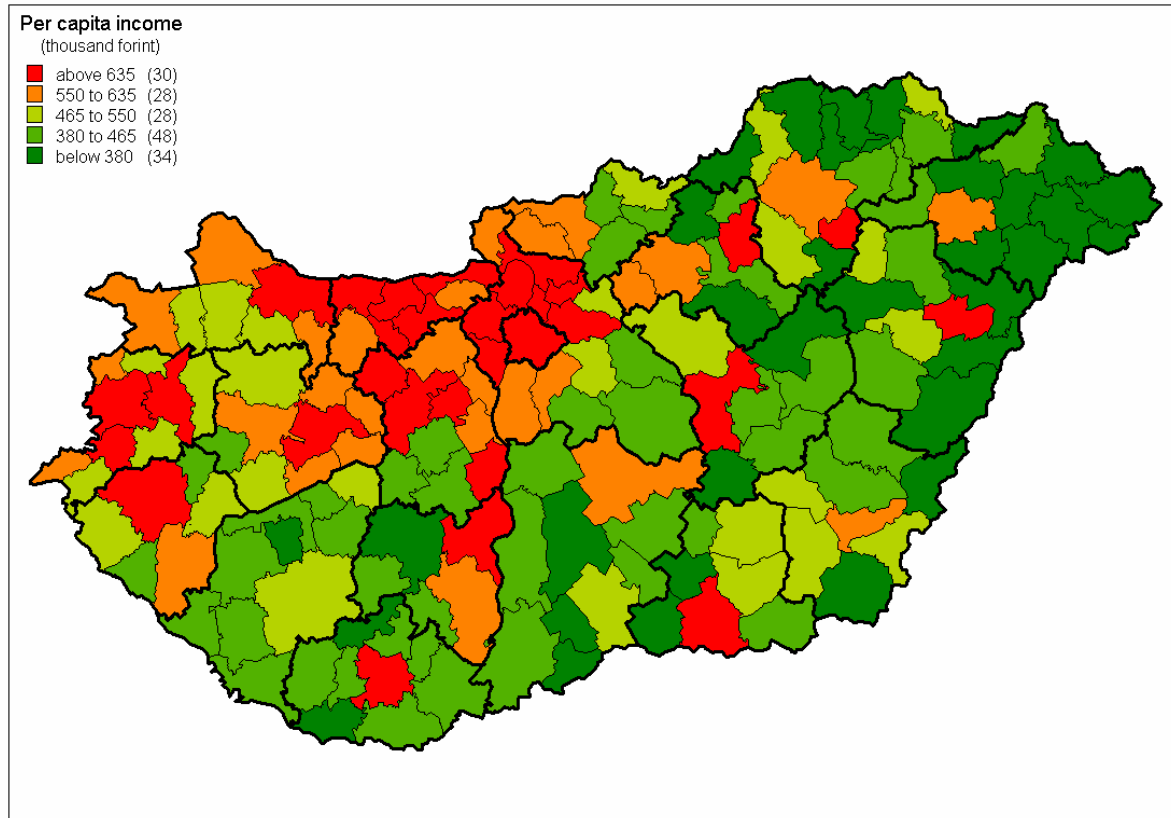 Per capita income
(thousand forint)
above 635 (30)
550 to 635 (28)
465 to 550 (28)
380 to 465 (48)
below 380 (34)